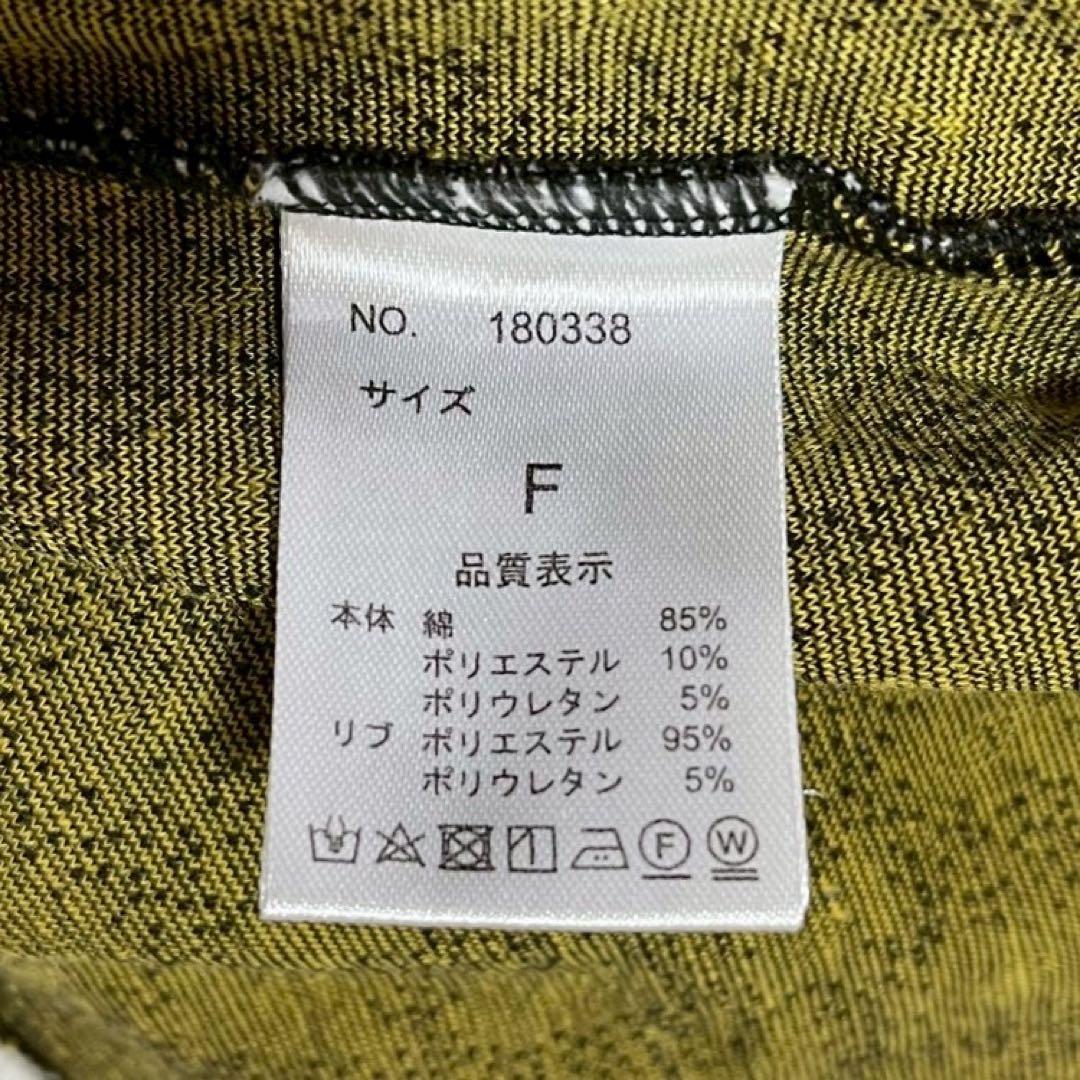 NO. 180338
サイズ
F
品質表示
本体 綿 85%
ポリエステル 10%
ポリウレタン 5%
リブ ポリエステル 95%
ポリウレタン 5%
F W